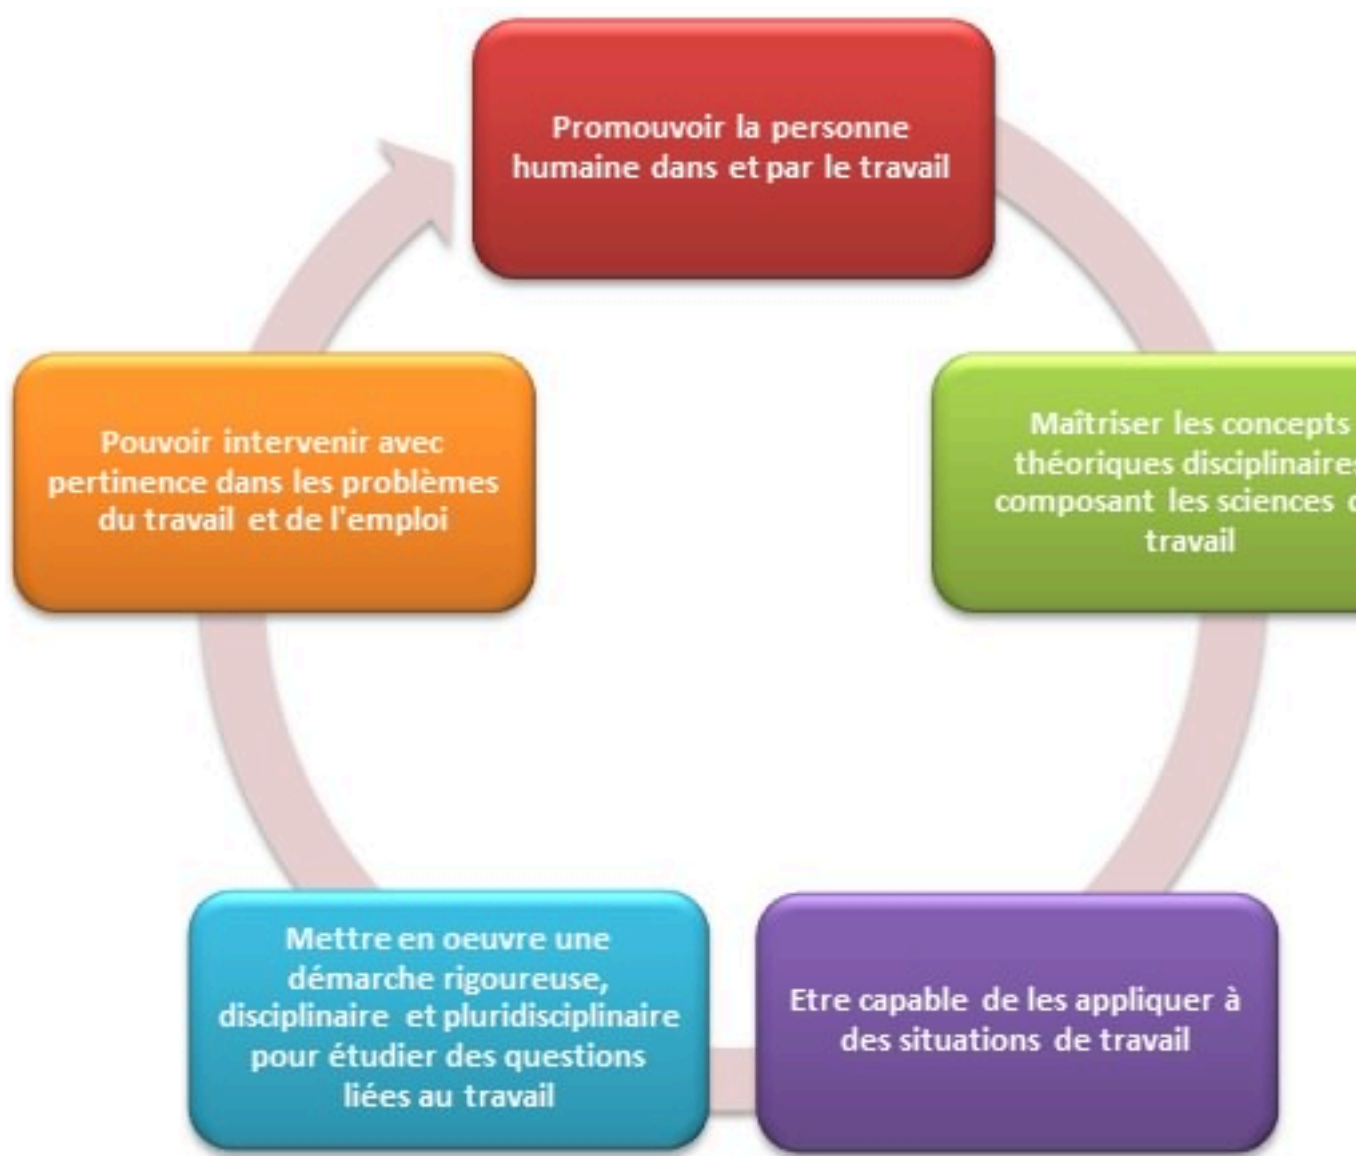 Promouvoir la personne
humaine dans et par le travail
Maîtriser les concepts
théoriques disciplinaires
composant les sciences
travail
Etre capable de les appliquer à
des situations de travail
Mettre en oeuvre une
démarche rigoureuse,
disciplinaire et pluridisciplinaire
pour étudier des questions
liées au travail
Pouvoir intervenir avec
pertinence dans les problèmes
du travail et de l'emploi